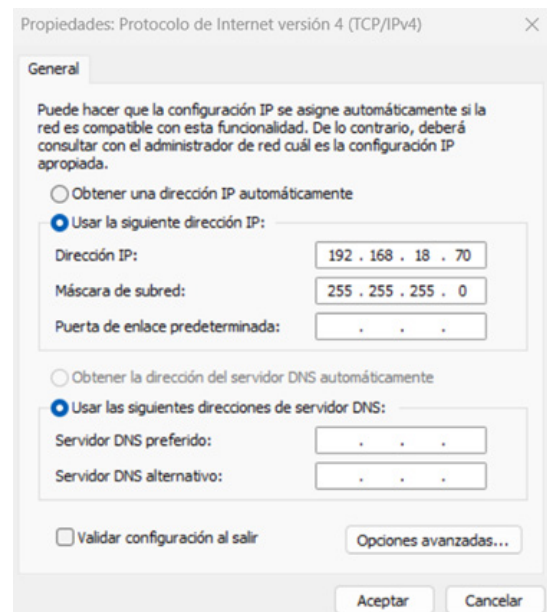 Propiedades: Protocolo de Internet versión 4 (TCP/IPv4)
General
Puede hacer que la configuración IP se asigne automáticamente si la
red es compatible con esta funcionalidad. De lo contrario, deberá
consultar con el administrador de red cuál es la configuración IP
apropiada.
Obtener una dirección IP automáticamente
Usar la siguiente dirección IP:
Dirección IP: 192 . 168 . 18 . 70
Máscara de subred: 255 . 255 . 255 . 0
Puerta de enlace predeterminada: . . .
Obtener la dirección del servidor DNS automáticamente
Usar las siguientes direcciones de servidor DNS:
Servidor DNS preferido: . . .
Servidor DNS alternativo: . . .
Validar configuración al salir Opciones avanzadas...
Aceptar Cancelar